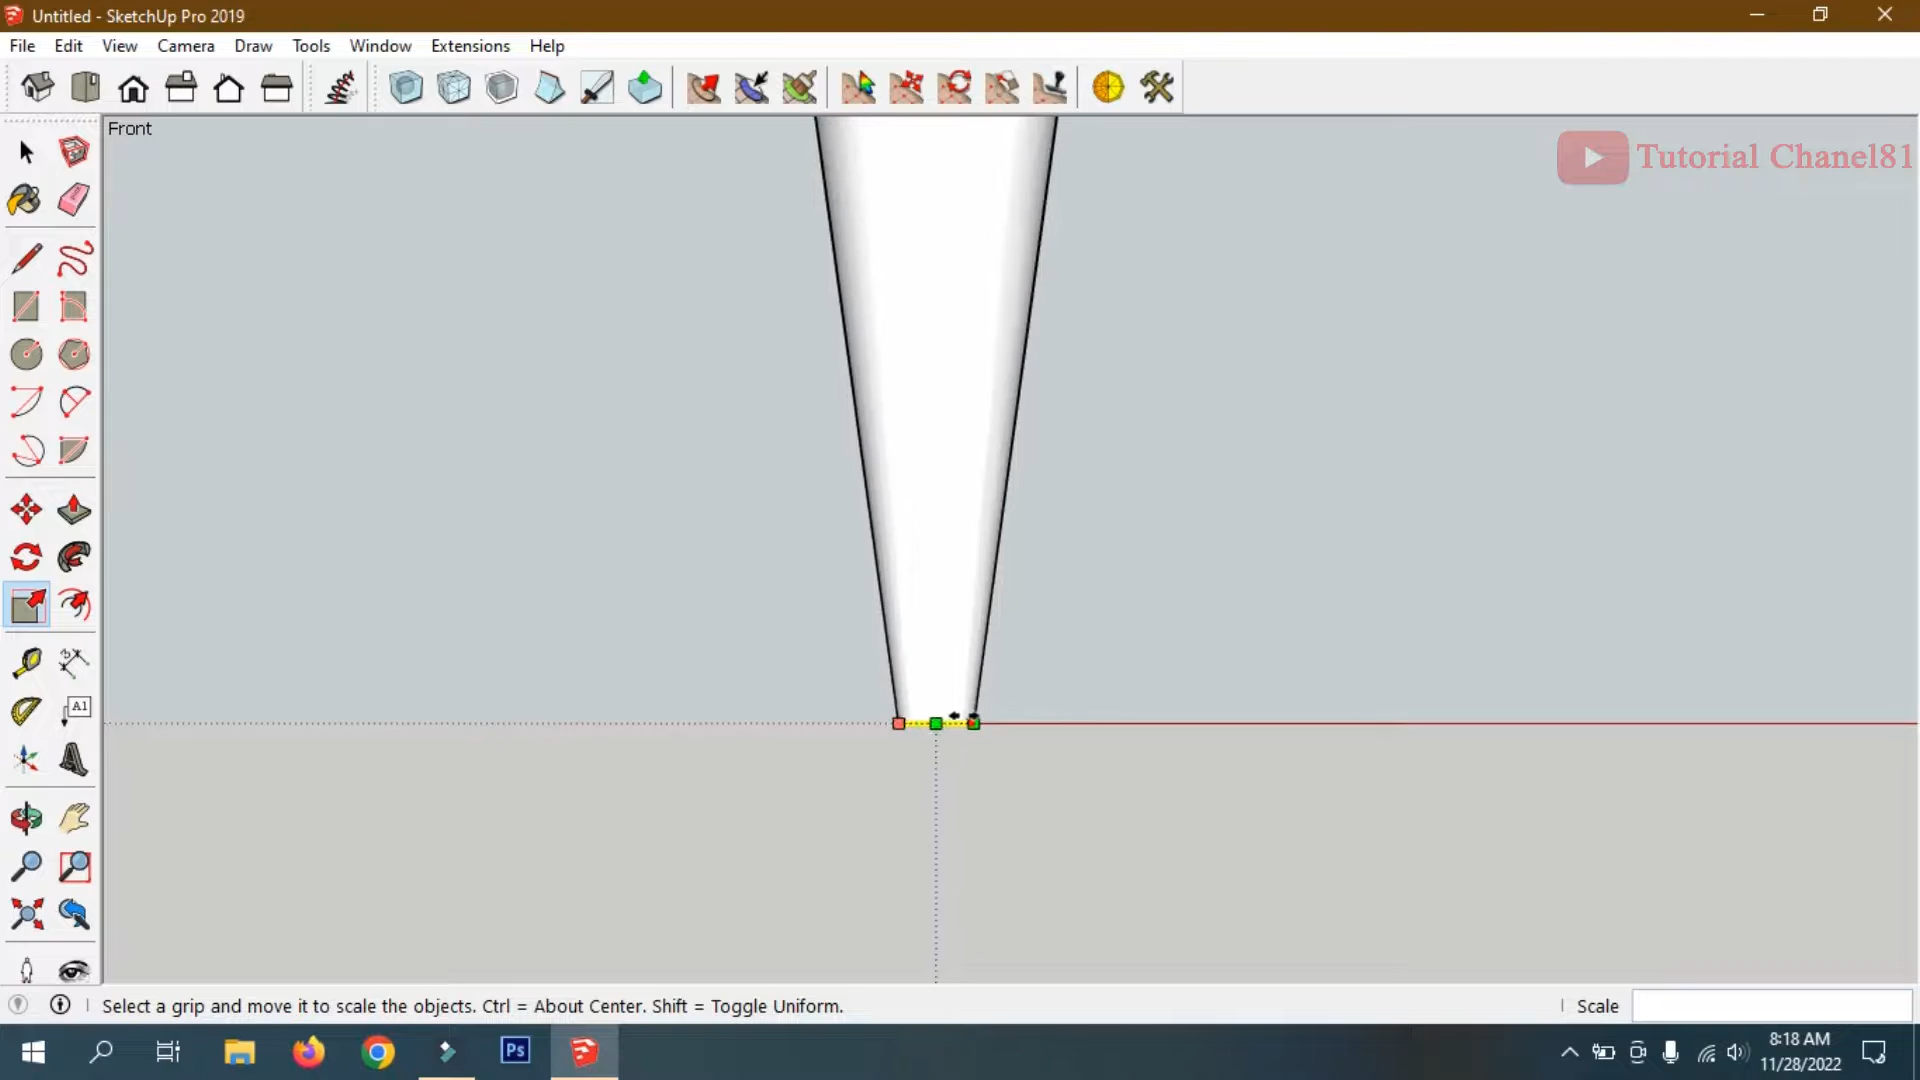 Untitled - SketchUp Pro 2019
File Edit View Camera Draw Tools Window Extensions Help
Front
Tutorial Chanel81
A1
Select a grip and move it to scale the objects. Ctrl = About Center. Shift = Toggle Uniform.
Scale
Ps
8:18 AM
11/28/2022